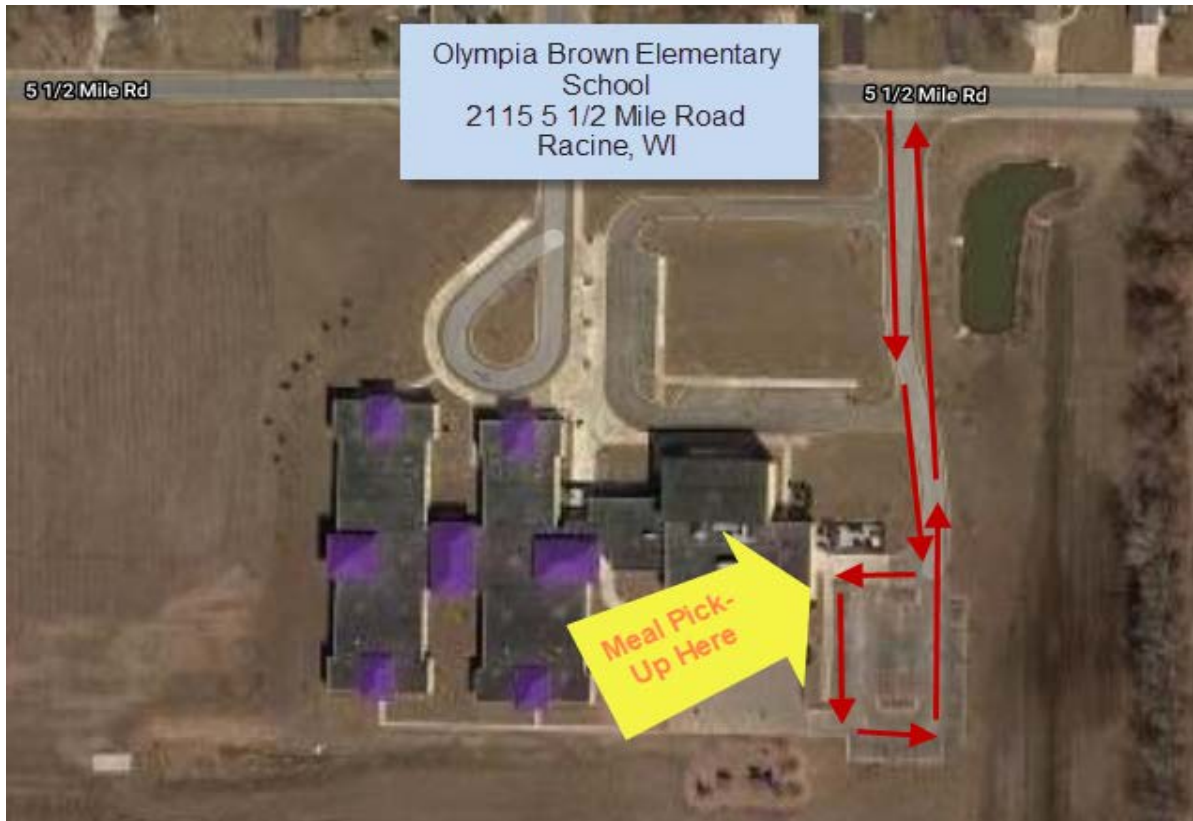 Olympia Brown Elementary
School
2115 5 1/2 Mile Road
Racine, WI
5 1/2 Mile Rd
5 1/2 Mile Rd
Meal Pick-
Up Here